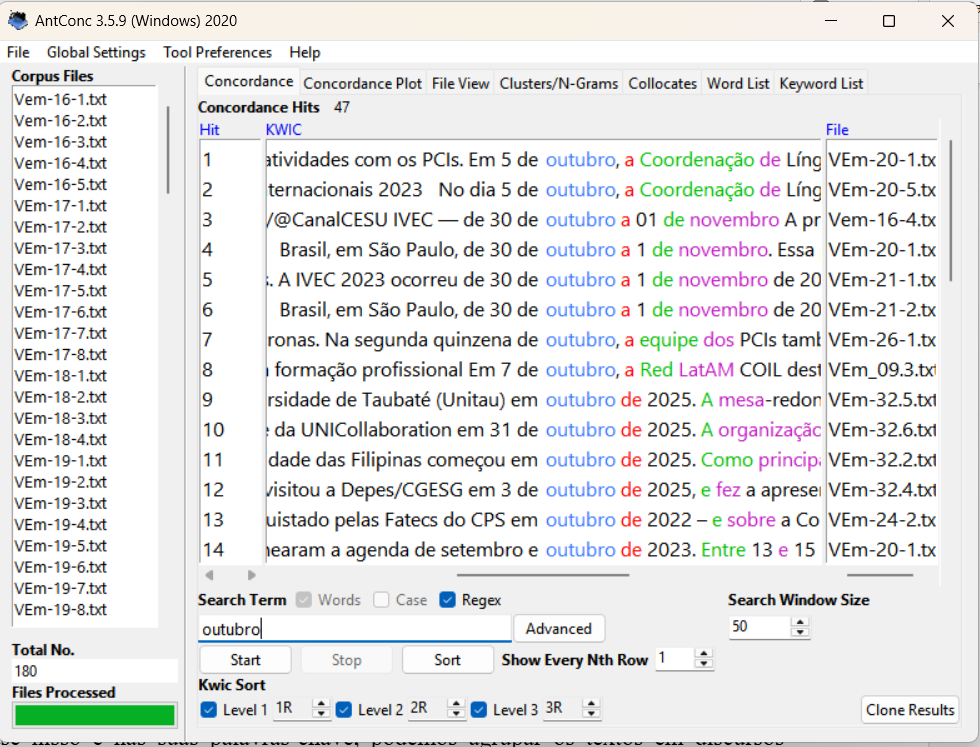 AntConc 3.5.9 (Windows) 2020
File Global Settings Tool Preferences Help
Corpus Files
Vem-16-1.txt
Vem-16-2.txt
Vem-16-3.txt
Vem-16-4.txt
Vem-16-5.txt
VEm-17-1.txt
VEm-17-2.txt
VEm-17-3.txt
VEm-17-4.txt
VEm-17-5.txt
VEm-17-6.txt
VEm-17-7.txt
VEm-17-8.txt
VEm-18-1.txt
VEm-18-2.txt
VEm-18-3.txt
VEm-18-4.txt
VEm-19-1.txt
VEm-19-2.txt
VEm-19-3.txt
VEm-19-4.txt
VEm-19-5.txt
VEm-19-6.txt
VEm-19-7.txt
VEm-19-8.txt
Total No.
180
Files Processed
Concordance Concordance Plot File View Clusters/N-Grams Collocates Word List Keyword List
Concordance Hits 47
Hit KWIC File
1 atividades com os PCIs. Em 5 de outubro, a Coordenação de Líng VEm-20-1.tx
2 ternacionais 2023 No dia 5 de outubro, a Coordenação de Líng VEm-20-5.tx
3 /@CanalCESU IVEC — de 30 de outubro a 01 de novembro A pr Vem-16-4.tx
4 Brasil, em São Paulo, de 30 de outubro a 1 de novembro. Essa VEm-20-1.tx
5 s. A IVEC 2023 ocorreu de 30 de outubro a 1 de novembro de 20 VEm-21-1.tx
6 Brasil, em São Paulo, de 30 de outubro a 1 de novembro de 20 VEm-21-2.tx
7 ronas. Na segunda quinzena de outubro, a equipe dos PCIs tamb VEm-26-1.tx
8 formação profissional Em 7 de outubro, a Red LatAM COIL dest VEm_09.3.txt
9 rsidade de Taubaté (Unitau) em outubro de 2025. A mesa-redon VEm-32.5.txt
10 e da UNICollaboration em 31 de outubro de 2025. A organização VEm-32.6.txt
11 dade das Filipinas começou em outubro de 2025. Como principa VEm-32.2.txt
12 visitou a Depes/CGESG em 3 de outubro de 2025, e fez a apreser VEm-32.4.txt
13 uistado pelas Fatecs do CPS em outubro de 2022 – e sobre a Co VEm-24-2.tx
14 nearam a agenda de setembro e outubro de 2023. Entre 13 e 15 VEm-20-1.tx
Search Term Words Case Regex
outubro
Advanced
Search Window Size
50
Start Stop Sort Show Every Nth Row 1
Kwic Sort
Level 1 1R Level 2 2R Level 3 3R
Clone Results